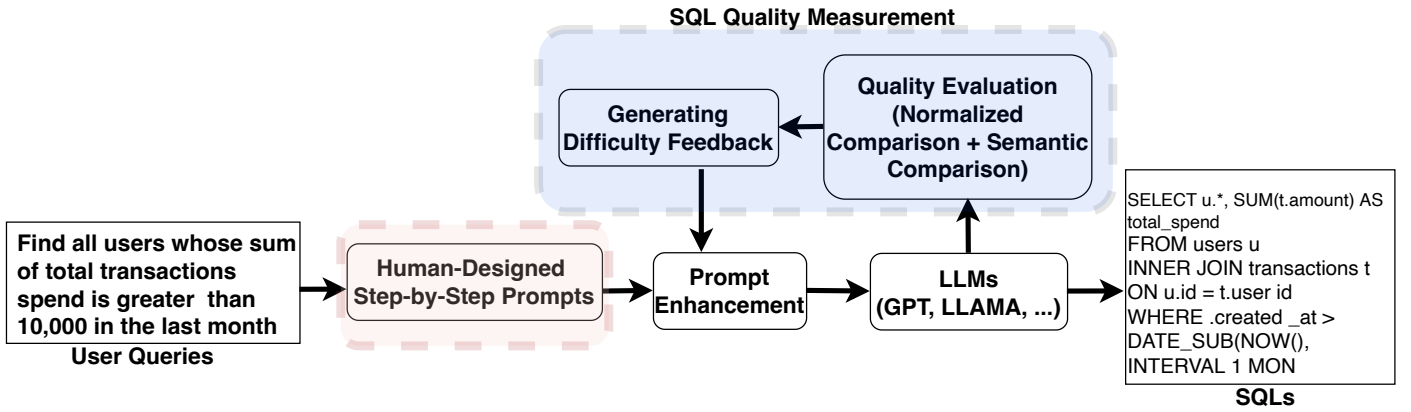 SQL Quality Measurement
Quality Evaluation
(Normalized
Comparison + Semantic
Comparison)
Generating
Difficulty Feedback
Find all users whose sum
of total transactions
spend is greater than
10,000 in the last month
User Queries
Human-Designed
Step-by-Step Prompts
Prompt
Enhancement
LLMs
(GPT, LLAMA, ...)
SELECT u.*, SUM(t.amount) AS
total_spend
FROM users u
INNER JOIN transactions t
ON u.id = t.user id
WHERE .created _at >
DATE_SUB(NOW(),
INTERVAL 1 MON
SQLs